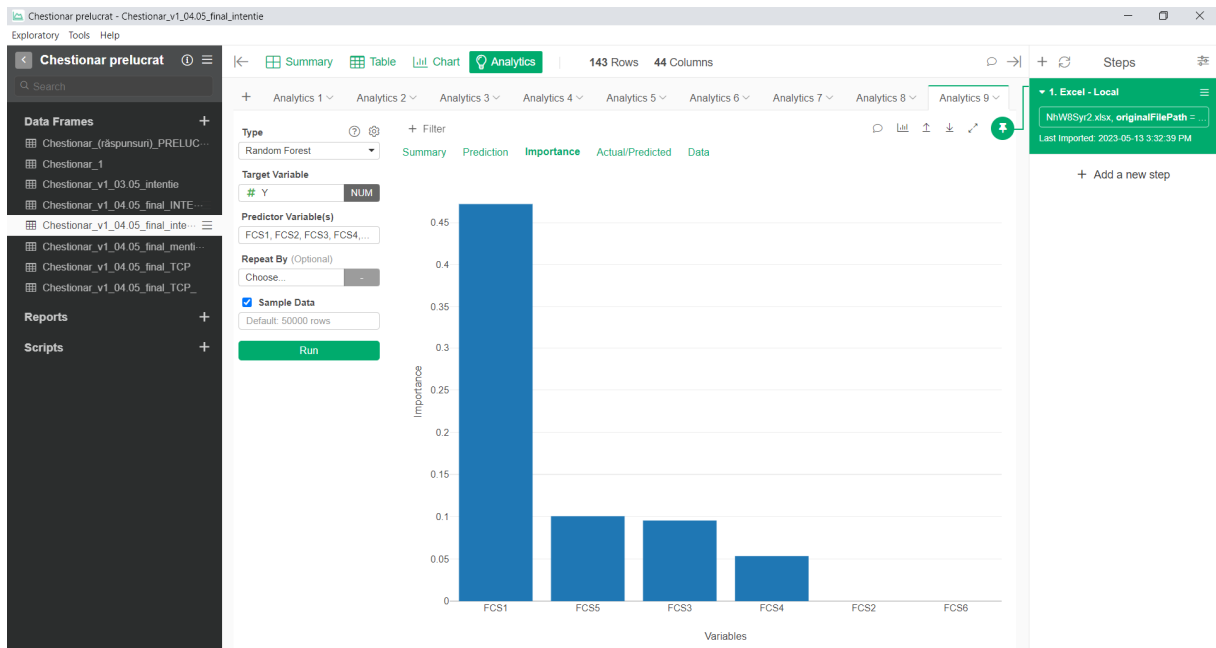 Chestionar prelucrat - Chestionar_v1_04.05_final_intentie
Exploratory Tools Help
Chestionar prelucrat
Search
Data Frames
Chestionar_(răspunsuri)_PRELUC···
Chestionar_1
Chestionar_v1_03.05_intentie
Chestionar_v1_04.05_final_INTE···
Chestionar_v1_04.05_final_inte···
Chestionar_v1_04.05_final_menti···
Chestionar_v1_04.05_final_TCP
Chestionar_v1_04.05_final_TCP_
Reports
Scripts
Summary Table Chart Analytics 143 Rows 44 Columns
Analytics 1 Analytics 2 Analytics 3 Analytics 4 Analytics 5 Analytics 6 Analytics 7 Analytics 8 Analytics 9
Type
Random Forest
Target Variable
# Y NUM
Predictor Variable(s)
FCS1, FCS2, FCS3, FCS4,...
Repeat By (Optional)
Choose... -
Sample Data
Default: 50000 rows
Run
+ Filter
Summary Prediction Importance Actual/Predicted Data
Importance
0.45
0.4
0.35
0.3
0.25
0.2
0.15
0.1
0.05
0
FCS1 FCS5 FCS3 FCS4 FCS2 FCS6
Variables
Steps
1. Excel - Local
NhW8Syr2.xlsx, originalFilePath = ...
Last Imported: 2023-05-13 3:32:39 PM
+ Add a new step